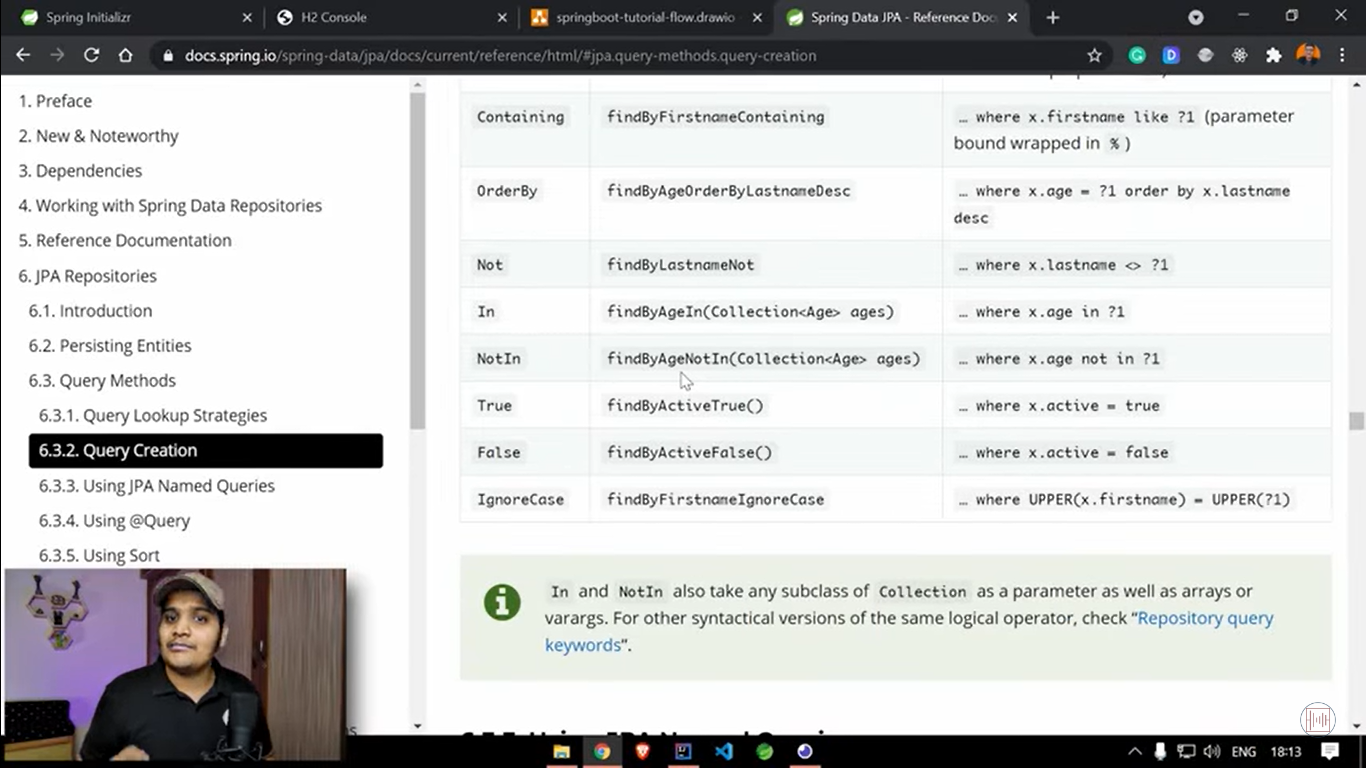 Spring Initializr
H2 Console
springboot-tutorial-flow.drawio
Spring Data JPA - Reference Doc
docs.spring.io/spring-data/jpa/docs/current/reference/html/#jpa.query-methods.query-creation
1. Preface
2. New & Noteworthy
3. Dependencies
4. Working with Spring Data Repositories
5. Reference Documentation
6. JPA Repositories
6.1. Introduction
6.2. Persisting Entities
6.3. Query Methods
6.3.1. Query Lookup Strategies
6.3.2. Query Creation
6.3.3. Using JPA Named Queries
6.3.4. Using @Query
6.3.5. Using Sort
Containing findByFirstnameContaining … where x.firstname like ?1 (parameter
bound wrapped in % )
OrderBy findByAgeOrderByLastnameDesc … where x.age = ?1 order by x.lastname
desc
Not findByLastnameNot … where x.lastname <> ?1
In findByAgeIn(Collection<Age> ages) … where x.age in ?1
NotIn findByAgeNotIn(Collection<Age> ages) … where x.age not in ?1
True findByActiveTrue() … where x.active = true
False findByActiveFalse() … where x.active = false
IgnoreCase findByFirstnameIgnoreCase … where UPPER(x.firstname) = UPPER(?1)
In and NotIn also take any subclass of Collection as a parameter as well as arrays or
varargs. For other syntactical versions of the same logical operator, check “Repository query
keywords”.
ENG 18:13